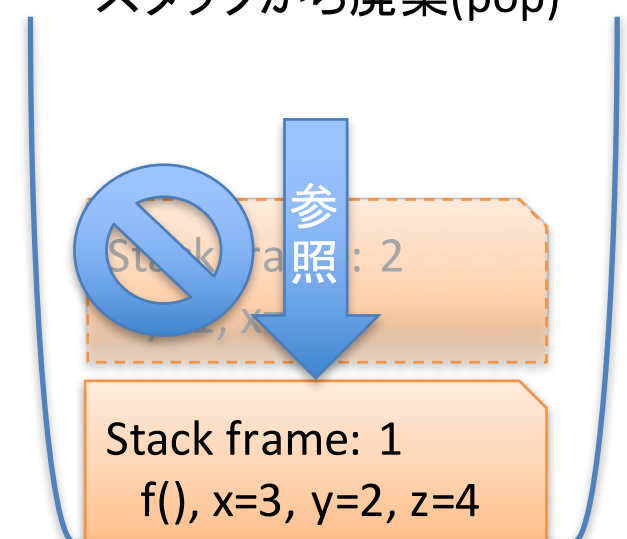 スタックから廃棄(pop)
参
照
Stack frame: 2
Stack frame: 1
f(), x=3, y=2, z=4